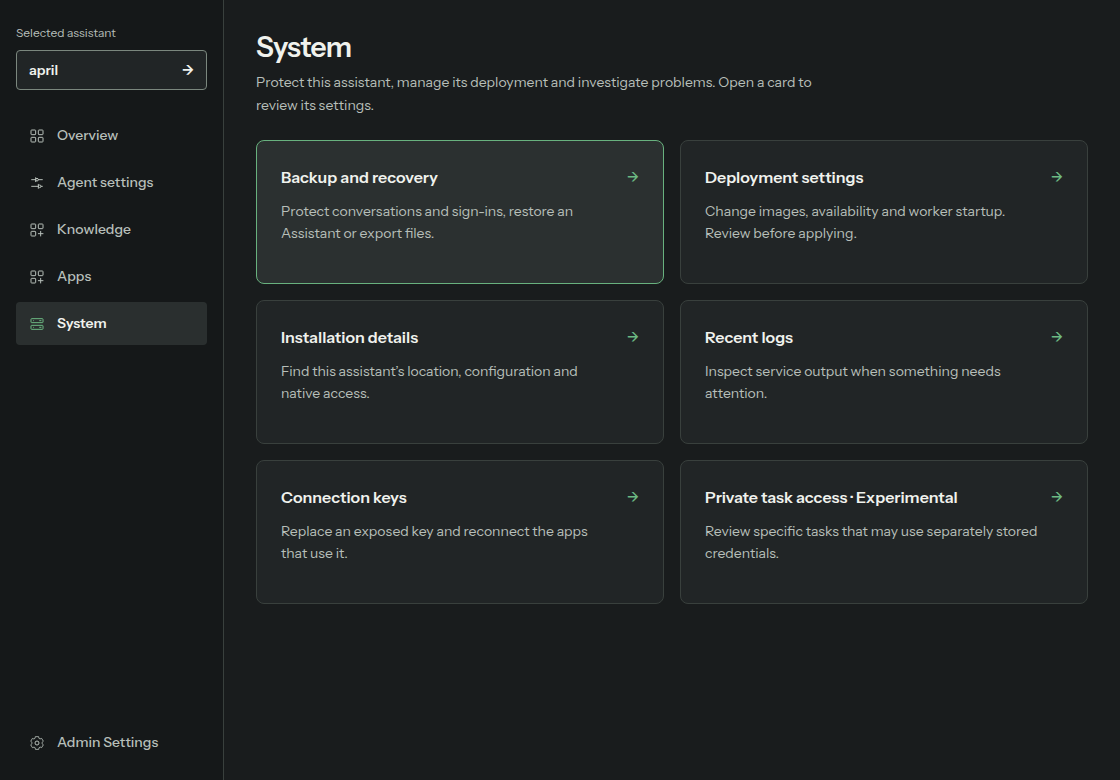 Selected assistant
april
Overview
Agent settings
Knowledge
Apps
System
Admin Settings
System
Protect this assistant, manage its deployment and investigate problems. Open a card to
review its settings.
Backup and recovery
Protect conversations and sign-ins, restore an
Assistant or export files.
Deployment settings
Change images, availability and worker startup.
Review before applying.
Installation details
Find this assistant's location, configuration and
native access.
Recent logs
Inspect service output when something needs
attention.
Connection keys
Replace an exposed key and reconnect the apps
that use it.
Private task access · Experimental
Review specific tasks that may use separately stored
credentials.